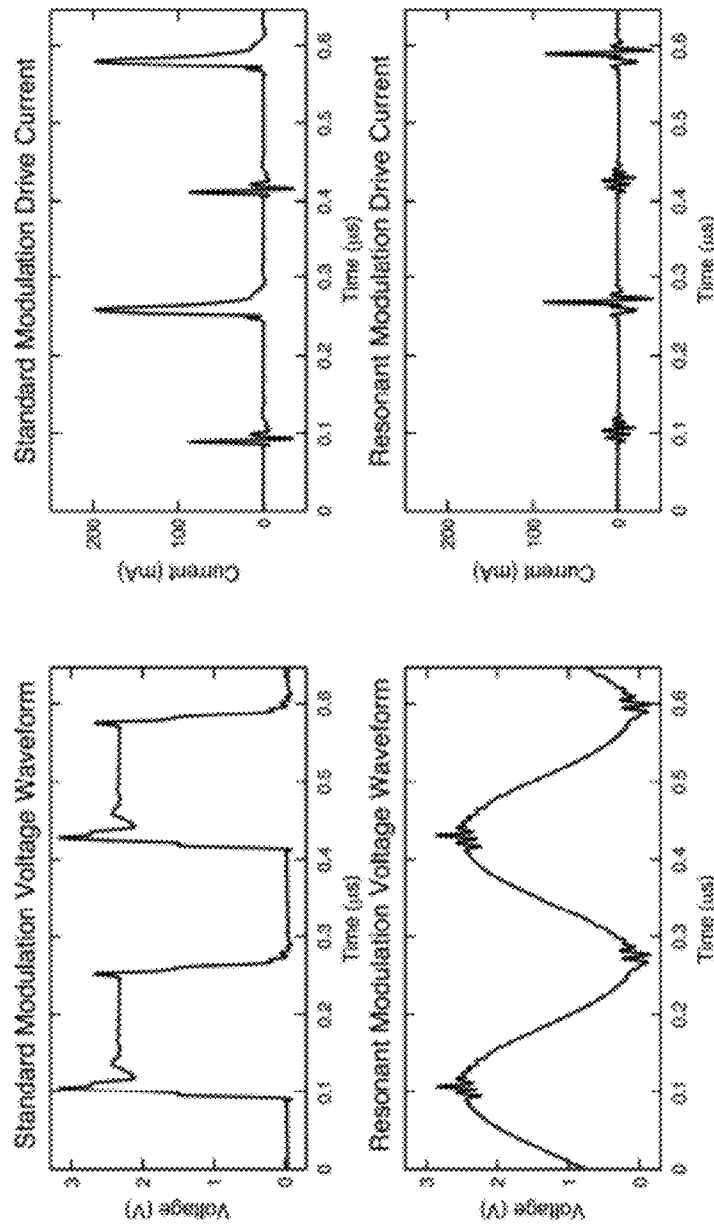 Standard Modulation Voltage Waveform
Voltage (V)
3
2
1
0
0 0.1 0.2 0.3 0.4 0.5 0.6
Time (µs)
Standard Modulation Drive Current
Current (mA)
200
100
0
0 0.1 0.2 0.3 0.4 0.5 0.6
Time (µs)
Resonant Modulation Voltage Waveform
Voltage (V)
3
2
1
0
0 0.1 0.2 0.3 0.4 0.5 0.6
Time (µs)
Resonant Modulation Drive Current
Current (mA)
200
100
0
0 0.1 0.2 0.3 0.4 0.5 0.6
Time (µs)